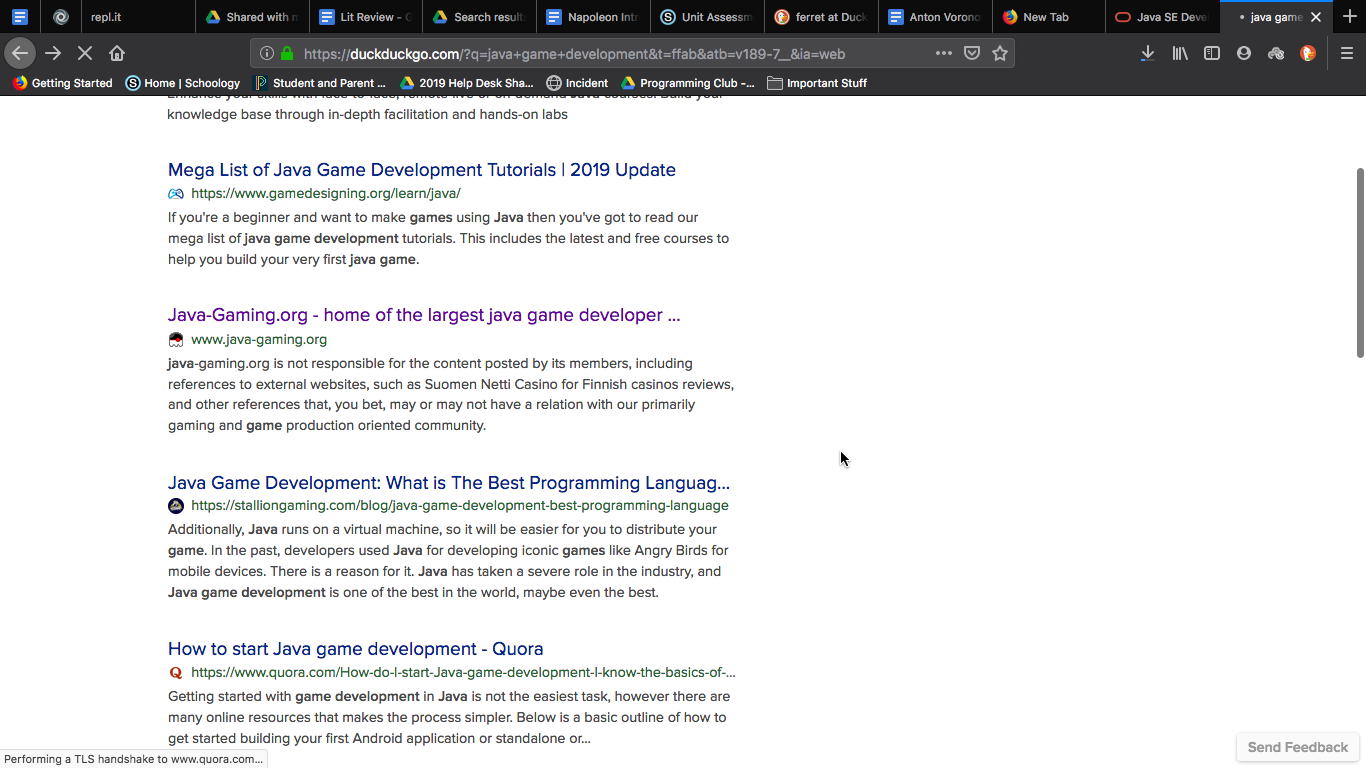 repl.it
Shared with m
Lit Review - G
Search results
Napoleon Intr
Unit Assessm
ferret at Duck
Anton Vorono
New Tab
Java SE Deve
java game
https://duckduckgo.com/?q=java+game+development&t=ffab&atb=v189-7__&ia=web
Getting Started
Home | Schoology
Student and Parent ...
2019 Help Desk Sha...
Incident
Programming Club -...
Important Stuff
knowledge base through in-depth facilitation and hands-on labs
Mega List of Java Game Development Tutorials | 2019 Update
https://www.gamedesigning.org/learn/java/
If you're a beginner and want to make games using Java then you've got to read our
mega list of java game development tutorials. This includes the latest and free courses to
help you build your very first java game.
Java-Gaming.org - home of the largest java game developer ...
www.java-gaming.org
java-gaming.org is not responsible for the content posted by its members, including
references to external websites, such as Suomen Netti Casino for Finnish casinos reviews,
and other references that, you bet, may or may not have a relation with our primarily
gaming and game production oriented community.
Java Game Development: What is The Best Programming Languag...
https://stalliongaming.com/blog/java-game-development-best-programming-language
Additionally, Java runs on a virtual machine, so it will be easier for you to distribute your
game. In the past, developers used Java for developing iconic games like Angry Birds for
mobile devices. There is a reason for it. Java has taken a severe role in the industry, and
Java game development is one of the best in the world, maybe even the best.
How to start Java game development - Quora
Q https://www.quora.com/How-do-I-start-Java-game-development-I-know-the-basics-of-...
Getting started with game development in Java is not the easiest task, however there are
many online resources that makes the process simpler. Below is a basic outline of how to
get started building your first Android application or standalone or...
Send Feedback
Performing a TLS handshake to www.quora.com...